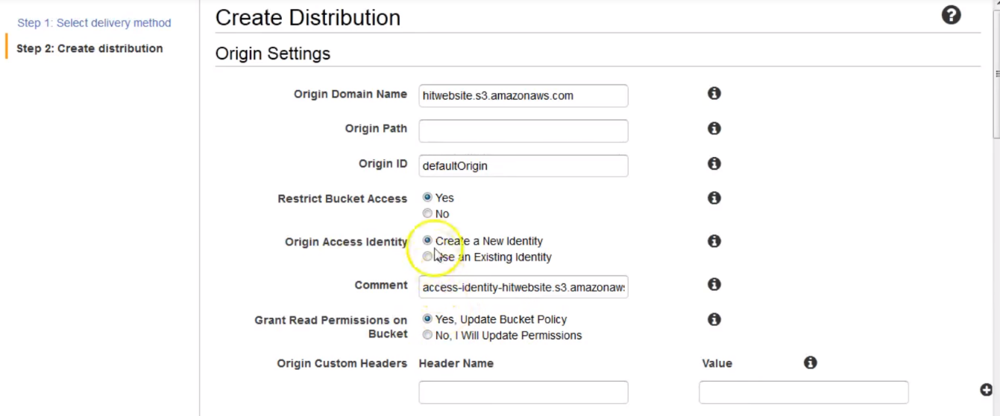 Step 1: Select delivery method
Step 2: Create distribution
Create Distribution
Origin Settings
Origin Domain Name
hitwebsite.s3.amazonaws.com
Origin Path
Origin ID
defaultOrigin
Restrict Bucket Access
Yes
No
Origin Access Identity
Create a New Identity
Use an Existing Identity
Comment
access-identity-hitwebsite.s3.amazonaws
Grant Read Permissions on
Bucket
Yes, Update Bucket Policy
No, I Will Update Permissions
Origin Custom Headers
Header Name
Value